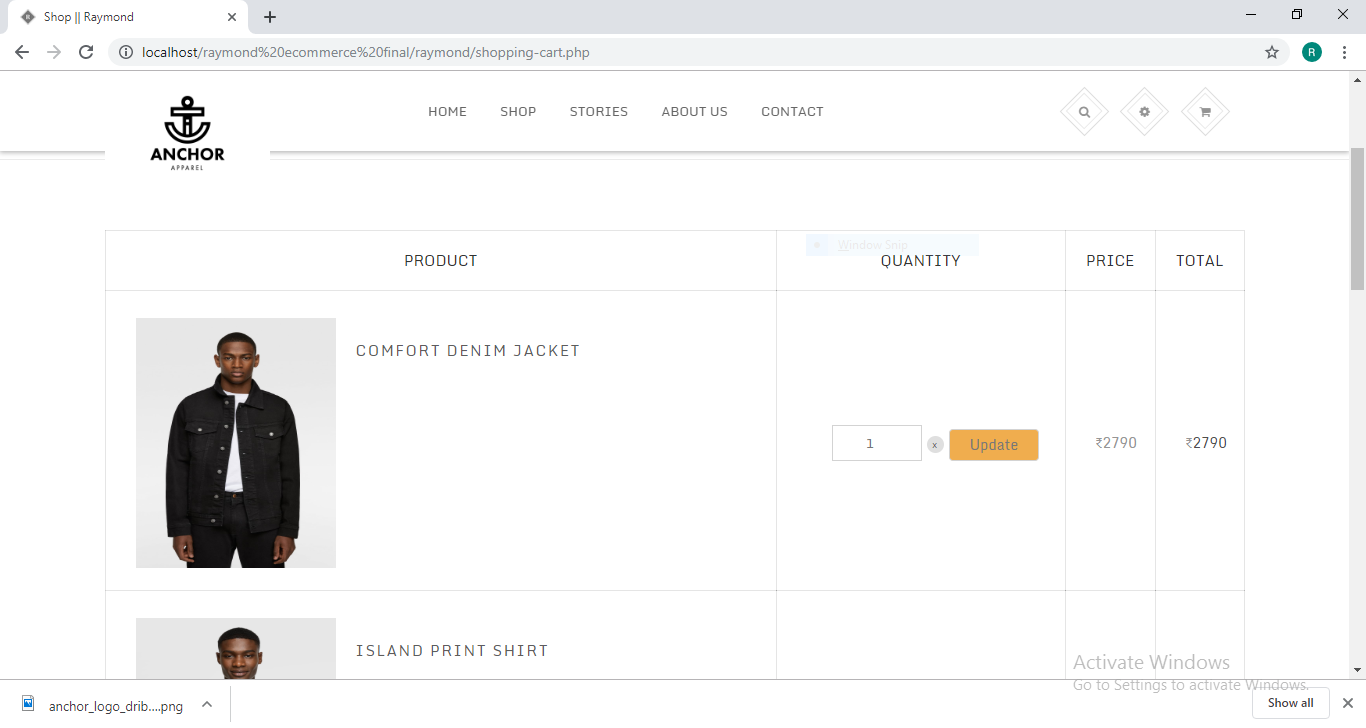 Shop || Raymond
localhost/raymond%20ecommerce%20final/raymond/shopping-cart.php
R
HOME SHOP STORIES ABOUT US CONTACT
ANCHOR
APPAREL
Window Snip
PRODUCT QUANTITY PRICE TOTAL
COMFORT DENIM JACKET
1 x Update ₹2790 ₹2790
ISLAND PRINT SHIRT
Activate Windows
Go to Settings to activate Windows.
anchor_logo_drib....png
Show all